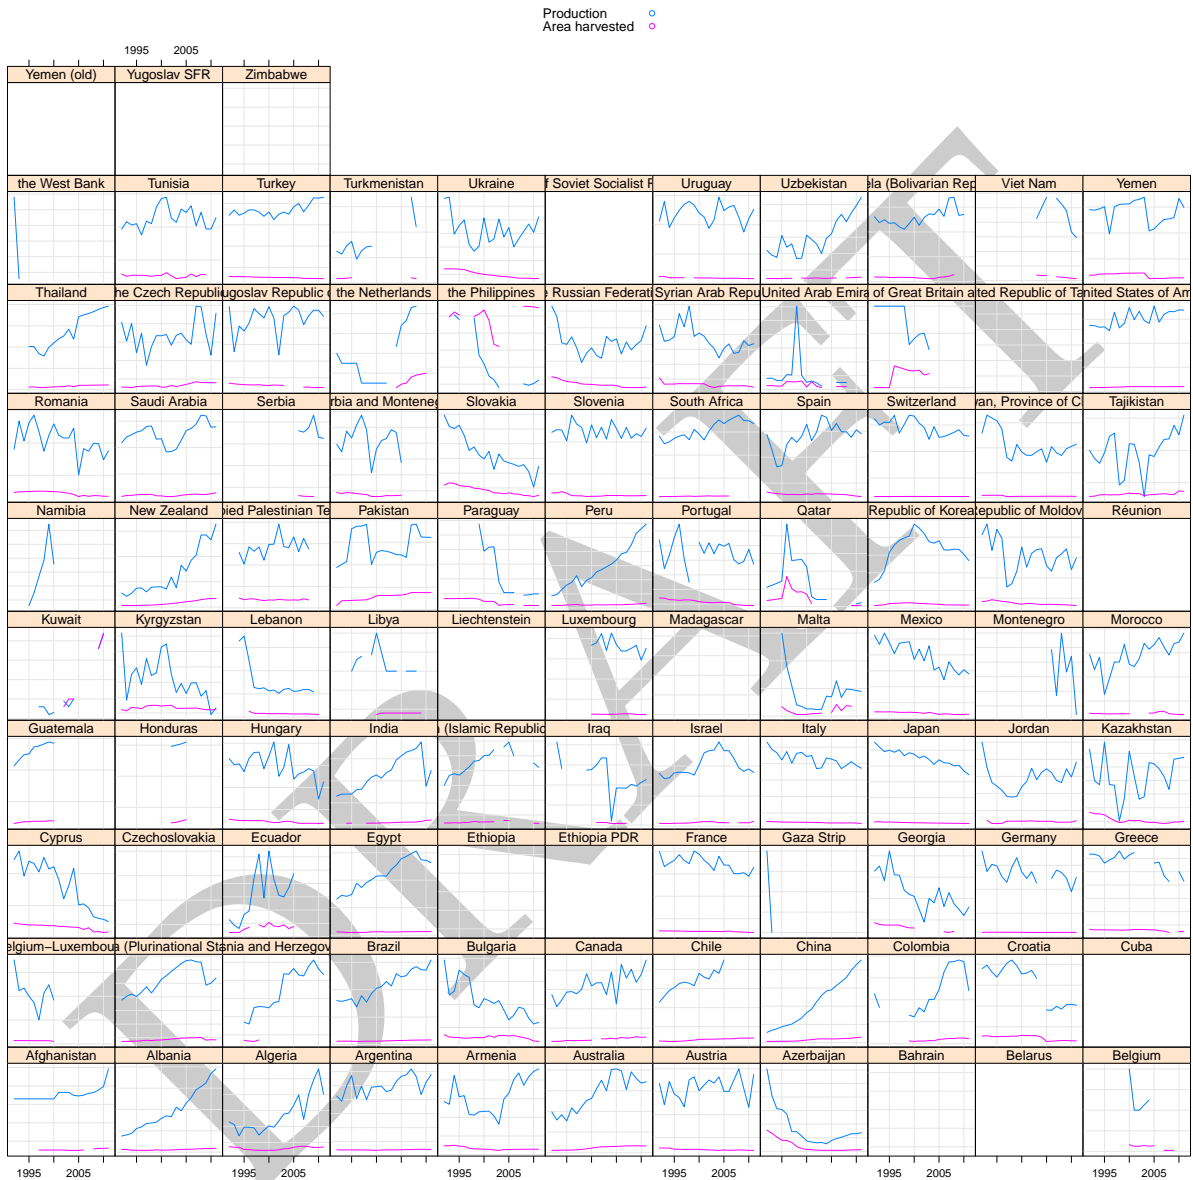 Production
Area harvested
1995 2005
Yemen (old) Yugoslav SFR Zimbabwe
the West Bank Tunisia Turkey Turkmenistan Ukraine f Soviet Socialist R Uruguay Uzbekistan ela (Bolivarian Rep Viet Nam Yemen
Thailand he Czech Republi ugoslav Republic o the Netherlands the Philippines e Russian Federati Syrian Arab Repu United Arab Emira of Great Britain a ited Republic of Ta nited States of Am
Romania Saudi Arabia Serbia rbia and Monteneg Slovakia Slovenia South Africa Spain Switzerland van, Province of C Tajikistan
Namibia New Zealand pied Palestinian Te Pakistan Paraguay Peru Portugal Qatar Republic of Korea Republic of Moldov Réunion
Kuwait Kyrgyzstan Lebanon Libya Liechtenstein Luxembourg Madagascar Malta Mexico Montenegro Morocco
Guatemala Honduras Hungary India n (Islamic Republic Iraq Israel Italy Japan Jordan Kazakhstan
Cyprus Czechoslovakia Ecuador Egypt Ethiopia Ethiopia PDR France Gaza Strip Georgia Germany Greece
elgium−Luxembou a (Plurinational St nia and Herzegov Brazil Bulgaria Canada Chile China Colombia Croatia Cuba
Afghanistan Albania Algeria Argentina Armenia Australia Austria Azerbaijan Bahrain Belarus Belgium
1995 2005 1995 2005 1995 2005 1995 2005 1995 2005 1995 2005
DRAFT